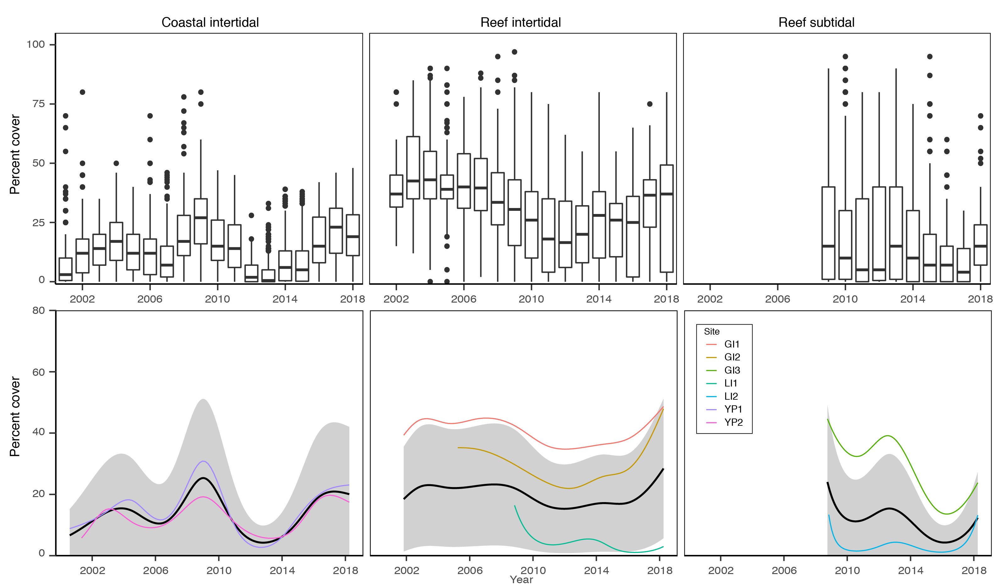 Coastal intertidal
Reef intertidal
Reef subtidal
Percent cover
100
75
50
25
0
2002 2006 2010 2014 2018
2002 2006 2010 2014 2018
2002 2006 2010 2014 2018
Percent cover
80
60
40
20
0
Site
GI1
GI2
GI3
LI1
LI2
YP1
YP2
2002 2006 2010 2014 2018
2002 2006 2010 2014 2018
2002 2006 2010 2014 2018
Year